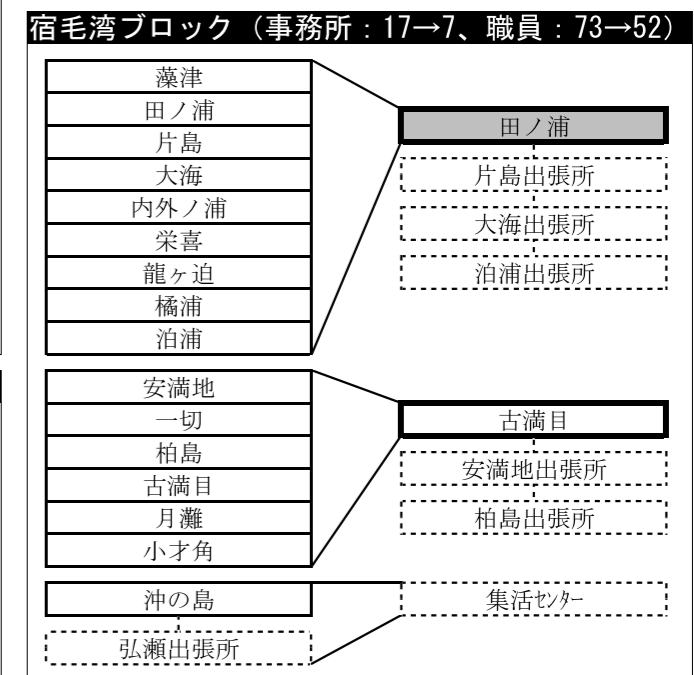 宿毛湾ブロック（事務所：17→7、職員：73→52）
藻津
田ノ浦
片島
大海
内外ノ浦
栄喜
龍ヶ迫
橘浦
泊浦
田ノ浦
片島出張所
大海出張所
泊浦出張所
安満地
一切
柏島
古満目
月灘
小才角
古満目
安満地出張所
柏島出張所
沖の島
弘瀬出張所
集活ｾﾝﾀｰ